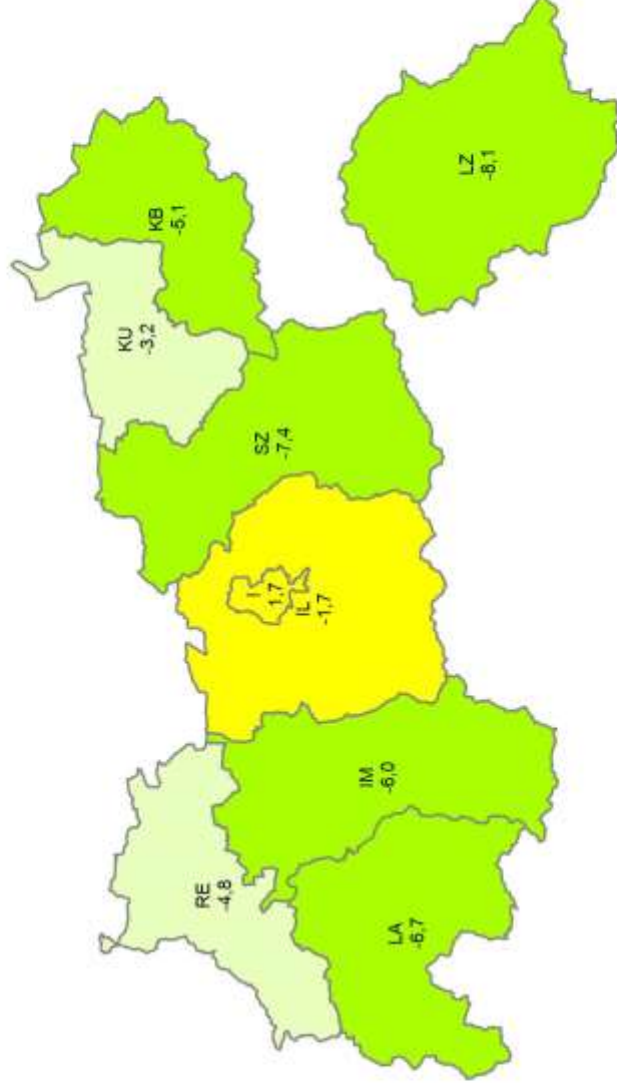 KB
-5,1
KU
-3,2
LZ
-8,1
SZ
-7,4
I
1,7
IL
-1,7
IM
-6,0
RE
-4,8
LA
-6,7